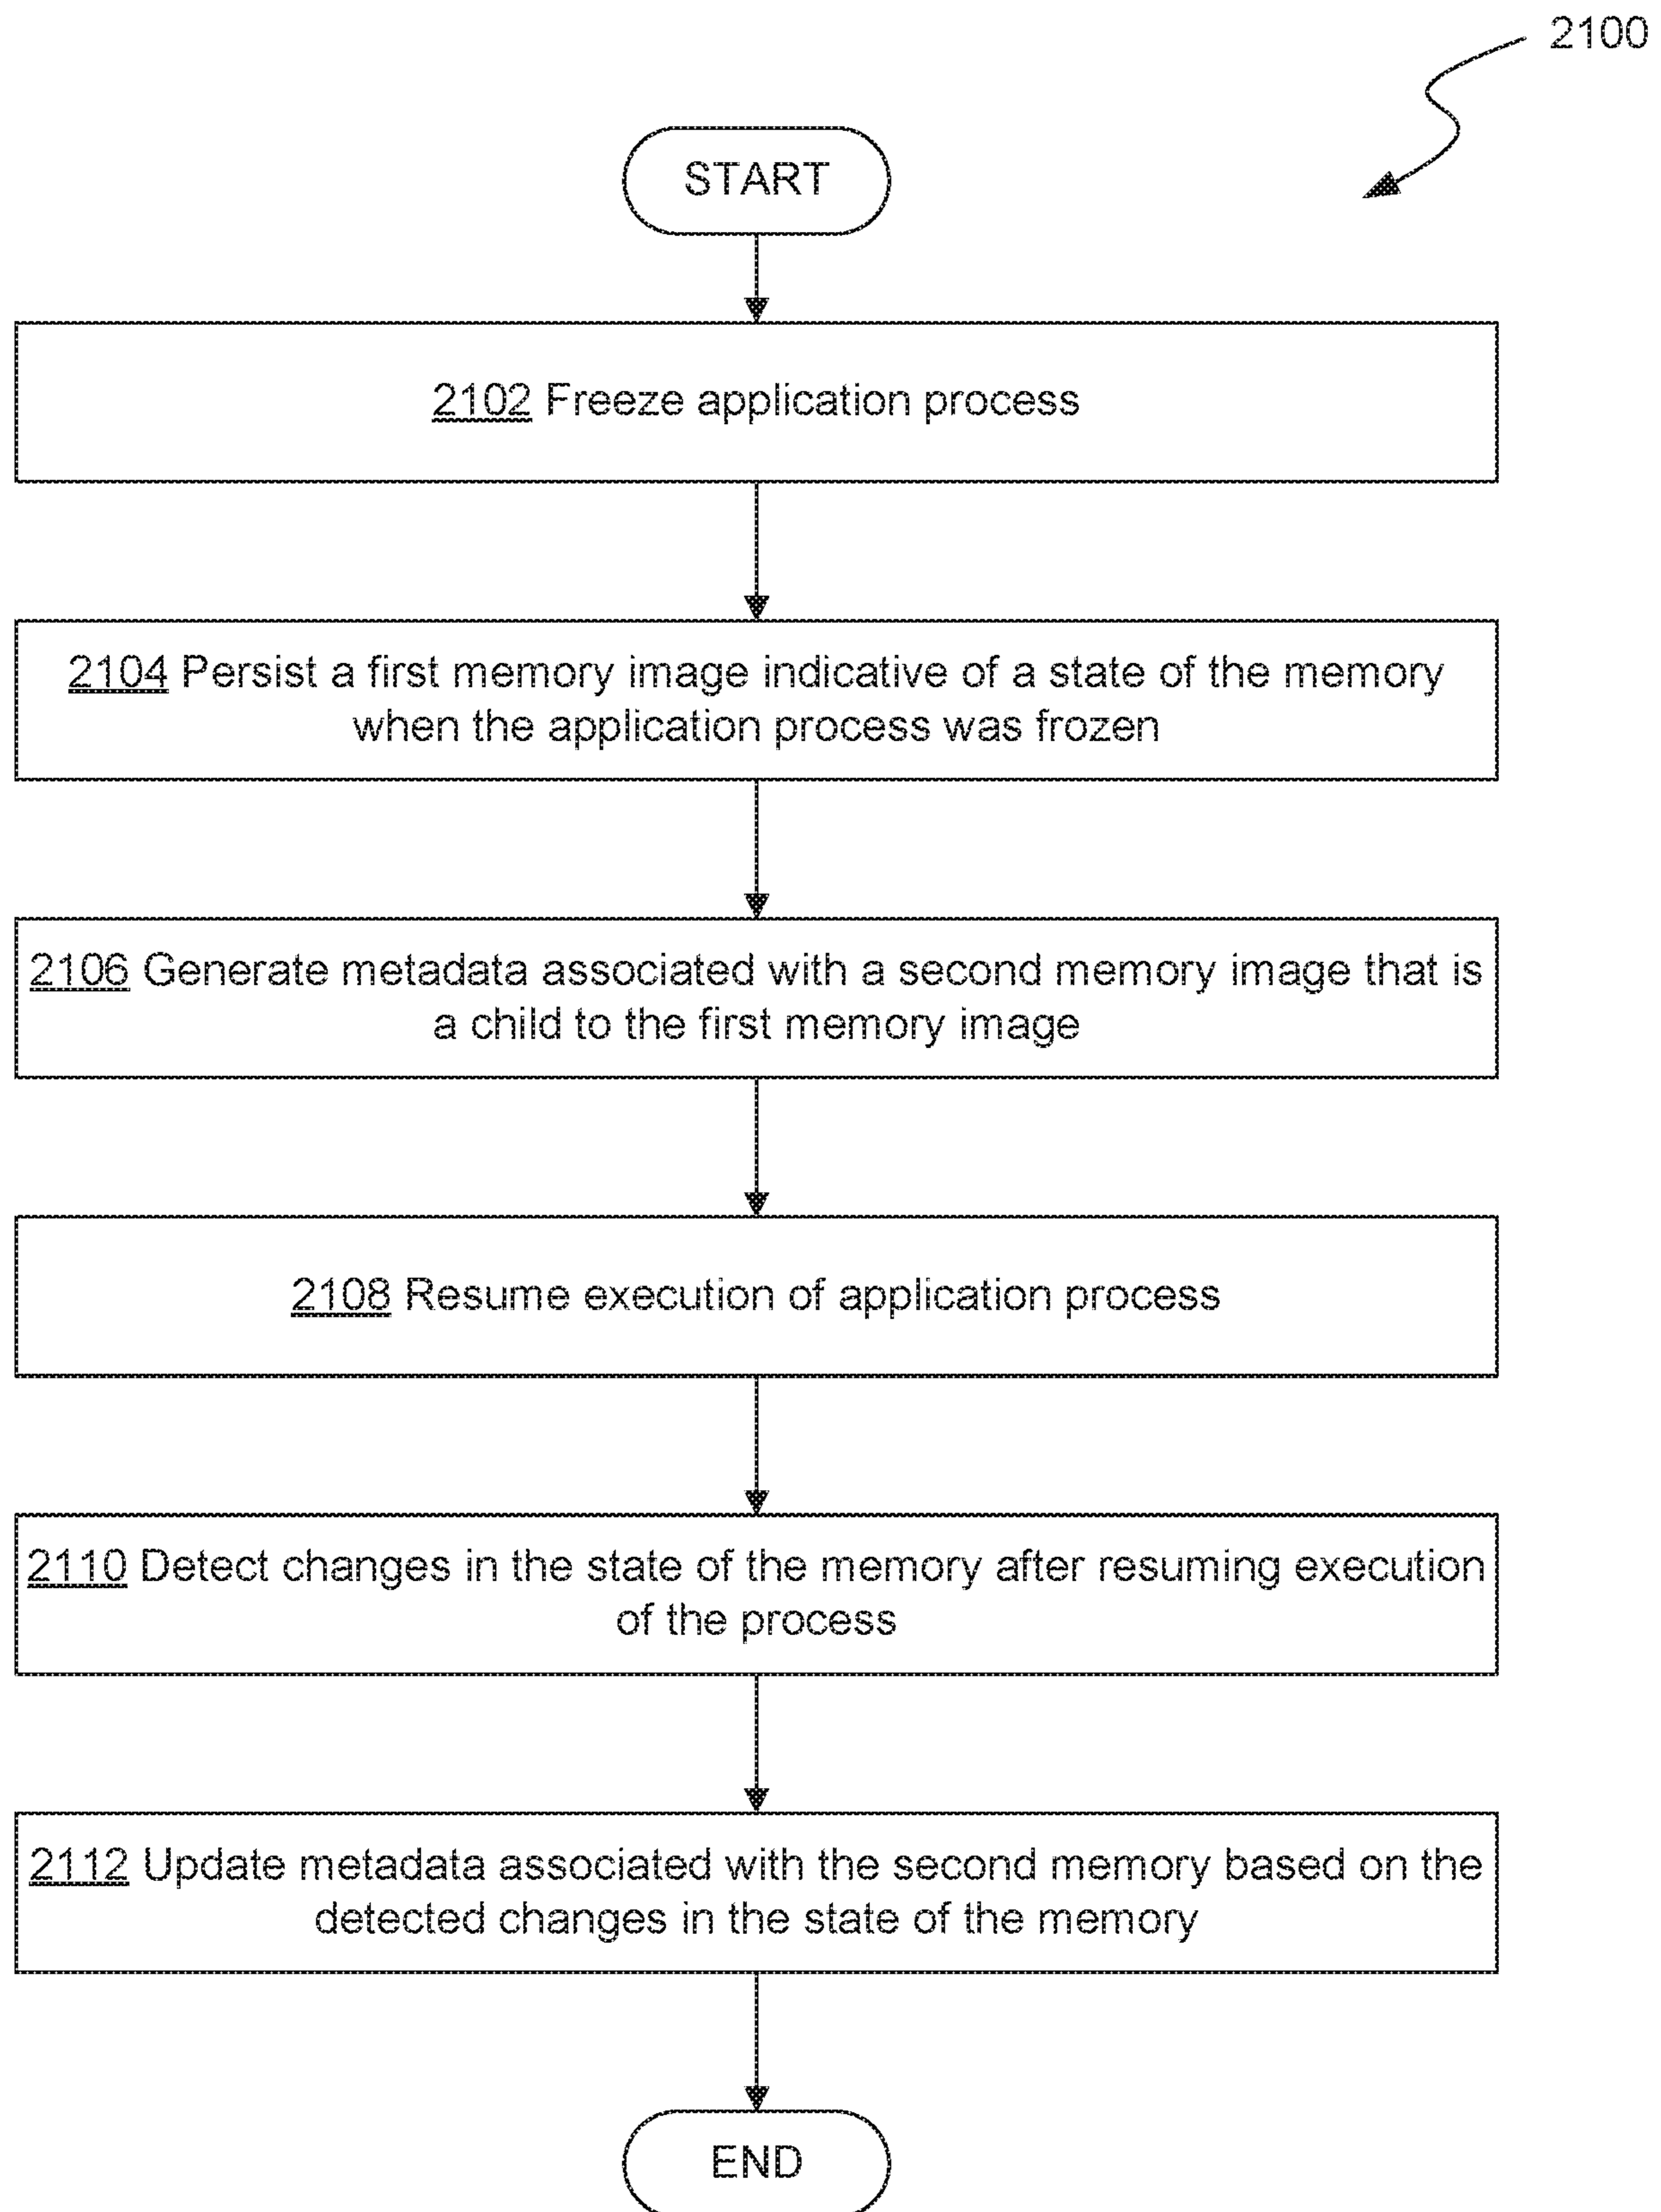 2100
START
2102 Freeze application process
2104 Persist a first memory image indicative of a state of the memory
when the application process was frozen
2106 Generate metadata associated with a second memory image that is
a child to the first memory image
2108 Resume execution of application process
2110 Detect changes in the state of the memory after resuming execution
of the process
2112 Update metadata associated with the second memory based on the
detected changes in the state of the memory
END